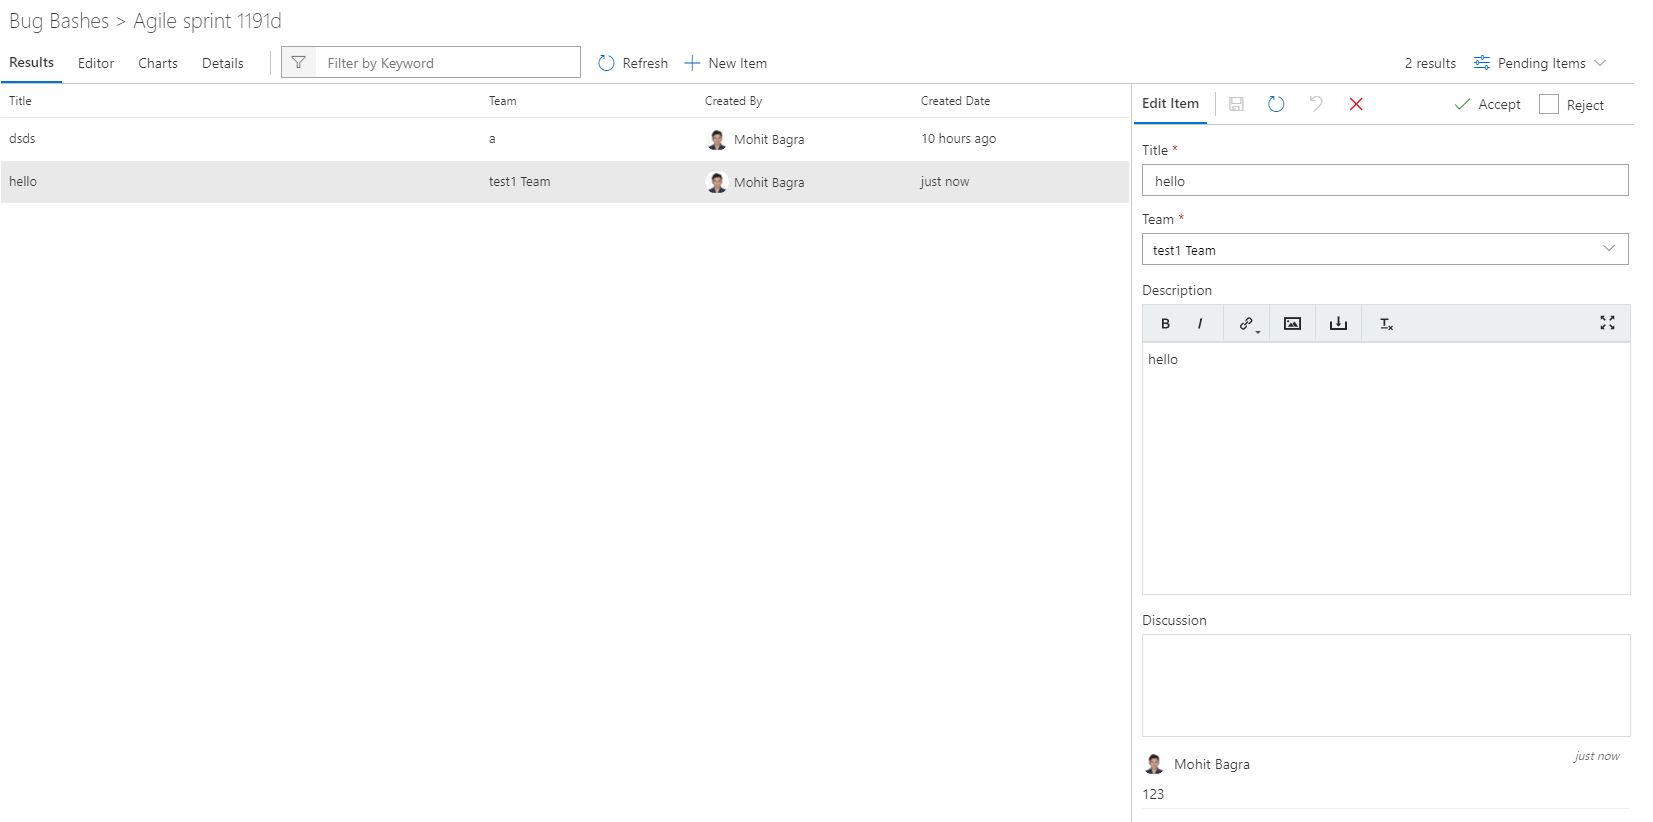 Bug Bashes > Agile sprint 1191d
Results Editor Charts Details Filter by Keyword Refresh New Item 2 results Pending Items
Title Team Created By Created Date
dsds a Mohit Bagra 10 hours ago
hello test1 Team Mohit Bagra just now
Edit Item Accept Reject
Title *
hello
Team *
test1 Team
Description
B I
hello
Discussion
Mohit Bagra just now
123